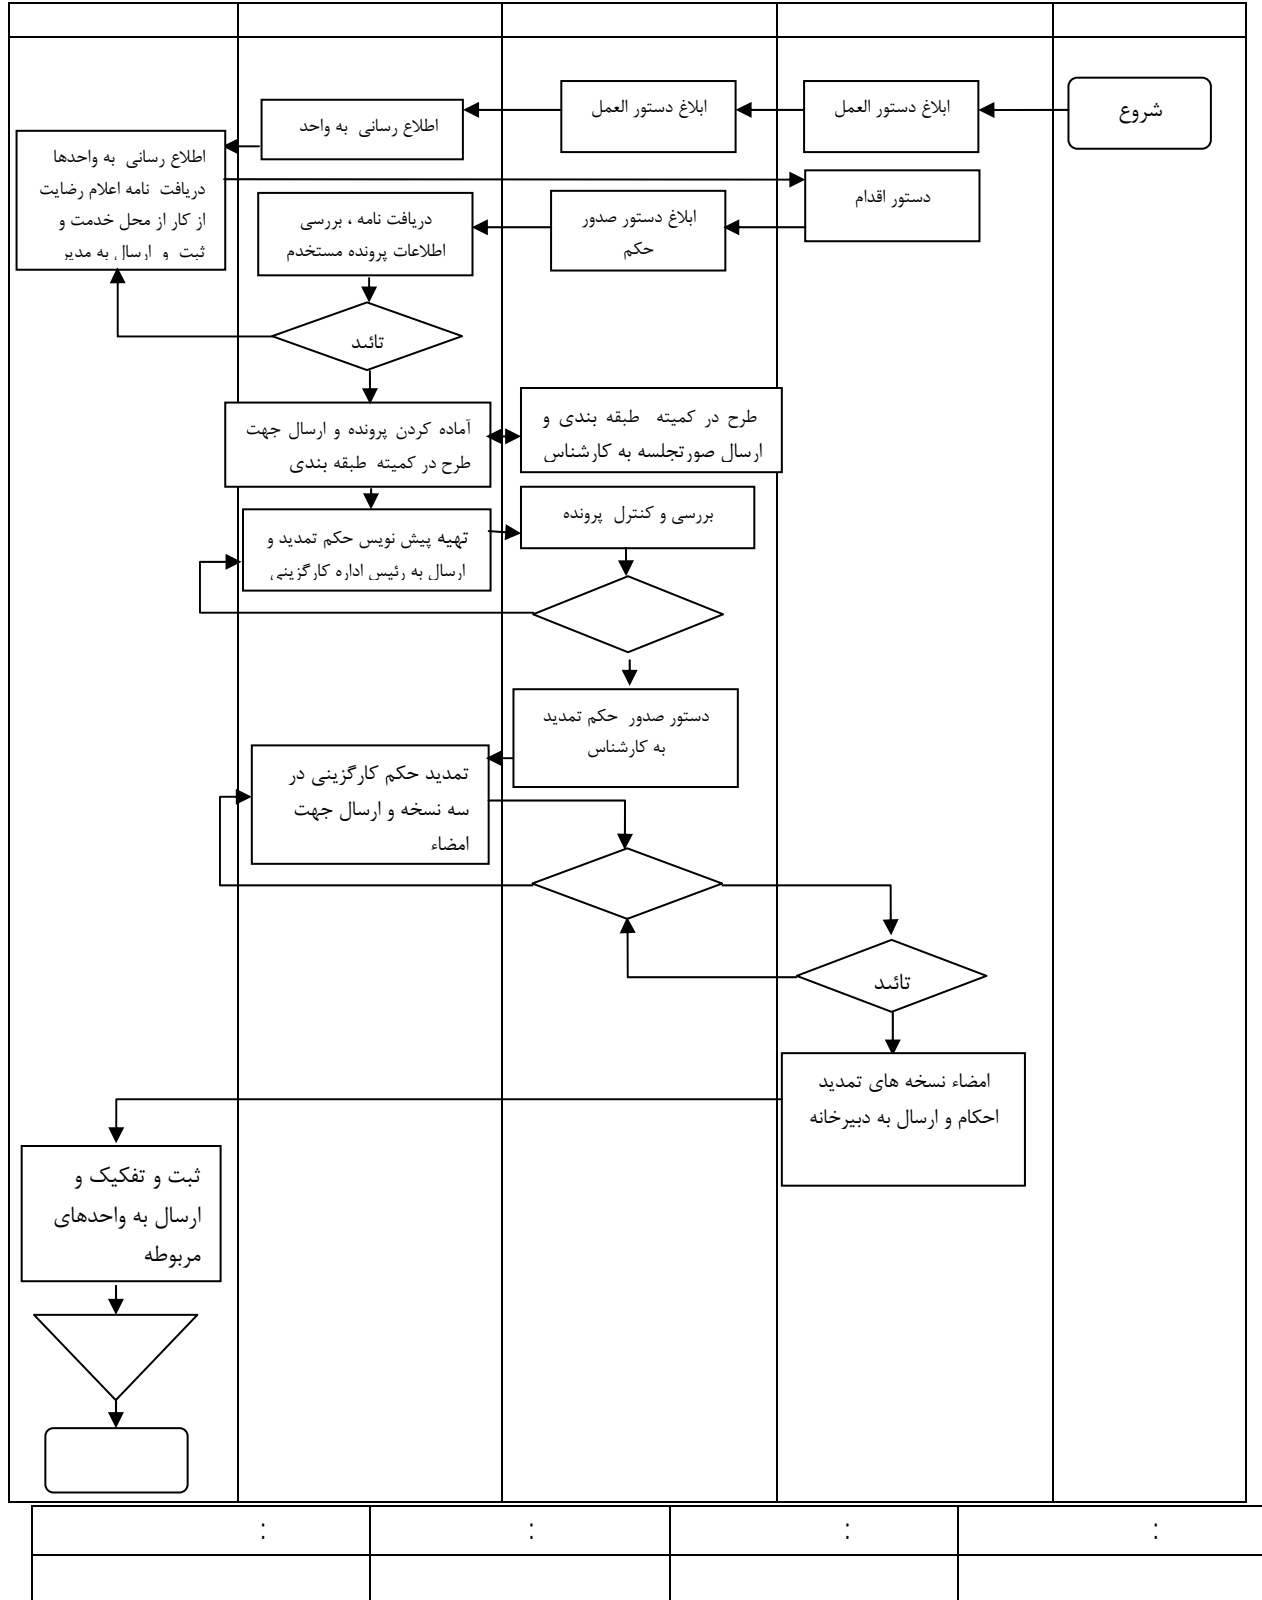 شروع
ابلاغ دستور العمل
ابلاغ دستور العمل
اطلاع رسانی به واحد
اطلاع رسانی به واحدها
دریافت نامه اعلام رضایت
از کار از محل خدمت و
ثبت و ارسال به مدیر
دستور اقدام
ابلاغ دستور صدور
حکم
دریافت نامه ، بررسی
اطلاعات پرونده مستخدم
تائید
آماده کردن پرونده و ارسال جهت
طرح در کمیته طبقه بندی
طرح در کمیته طبقه بندی و
ارسال صورتجلسه به کارشناس
تهیه پیش نویس حکم تمدید و
ارسال به رئیس اداره کارگزینی
بررسی و کنترل پرونده
دستور صدور حکم تمدید
به کارشناس
تمدید حکم کارگزینی در
سه نسخه و ارسال جهت
امضاء
تائید
امضاء نسخه های تمدید
احکام و ارسال به دبیرخانه
ثبت و تفکیک و
ارسال به واحدهای
مربوطه
: : : :